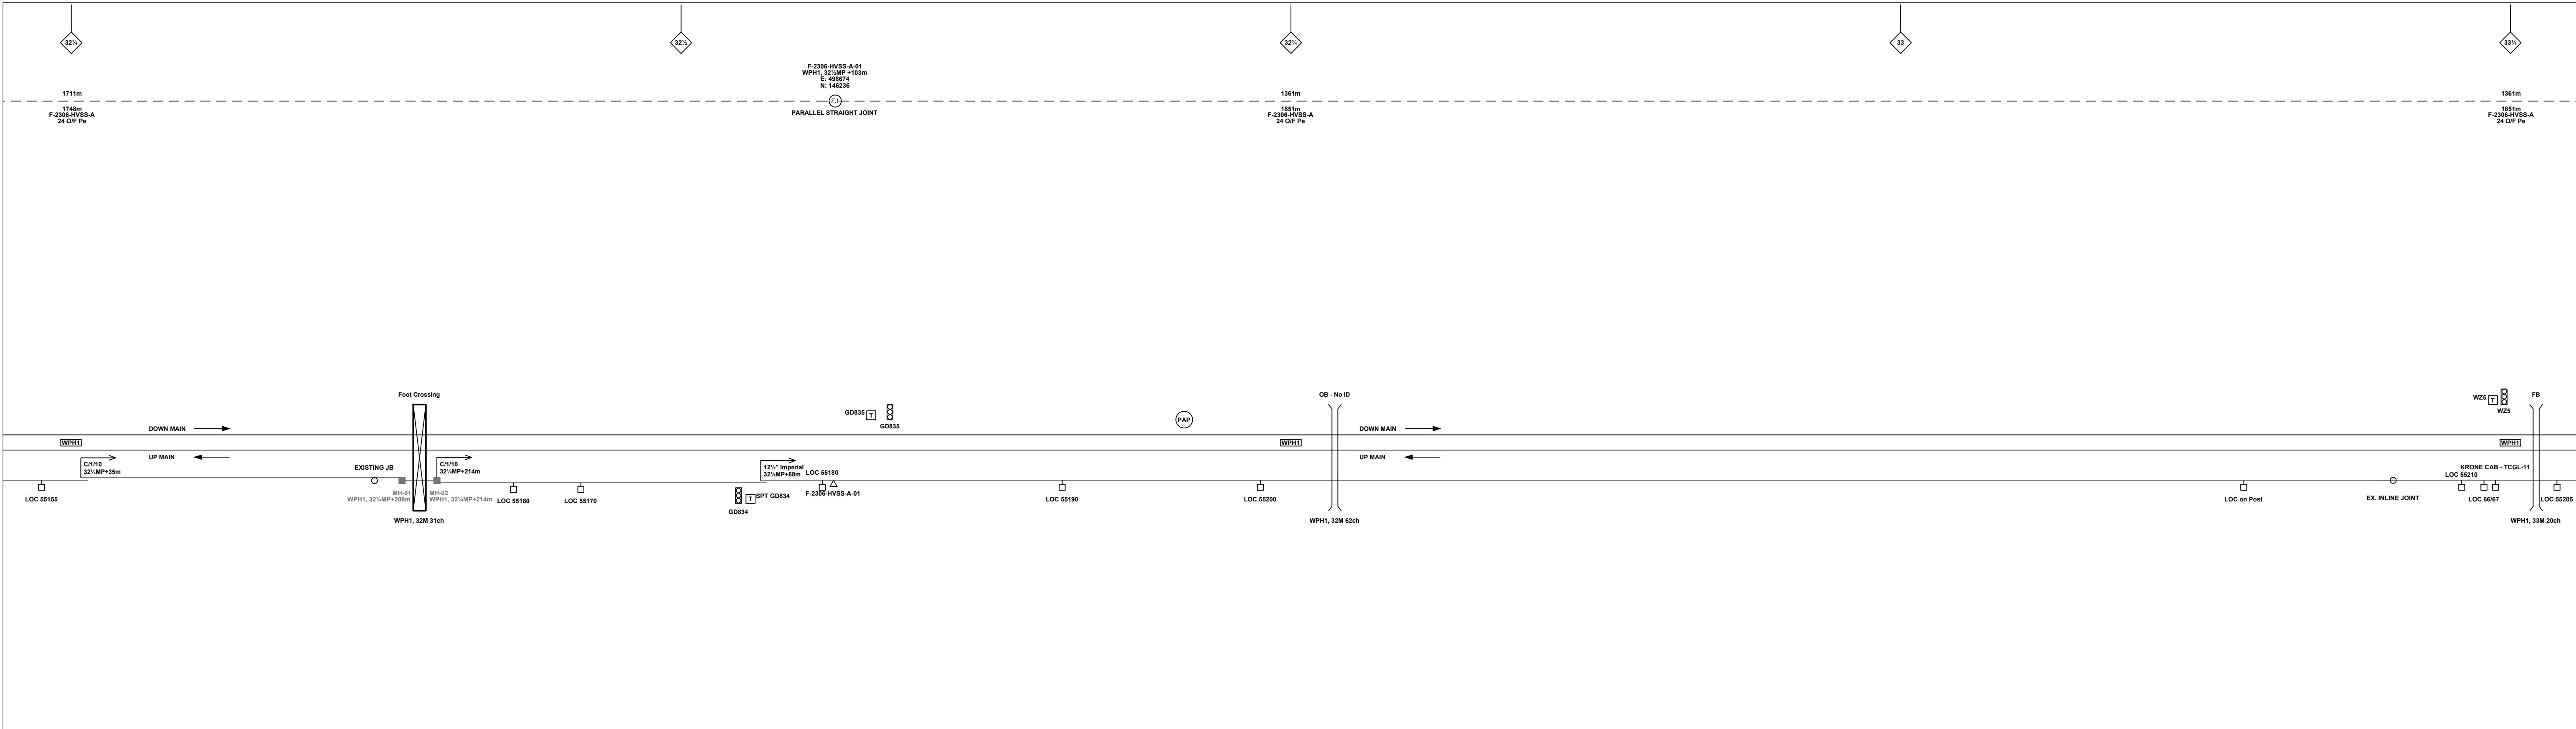 32¼
32½
32¾
33
33¼
F-2306-HVSS-A-01
WPH1, 32½MP +103m
E: 498674
N: 146236
FJ
PARALLEL STRAIGHT JOINT
1711m
1748m
F-2306-HVSS-A
24 O/F Pe
1361m
1851m
F-2306-HVSS-A
24 O/F Pe
1361m
1851m
F-2306-HVSS-A
24 O/F Pe
Foot Crossing
OB - No ID
FB
GD835
T
GD835
PAP
WZ5
T
WZ5
DOWN MAIN
DOWN MAIN
WPH1
WPH1
WPH1
UP MAIN
UP MAIN
C/1/10
32¼MP+35m
EXISTING JB
C/1/10
32¼MP+214m
12½" Imperial
32½MP+68m
LOC 55180
KRONE CAB - TCGL-11
LOC 55210
MH-01
WPH1, 32¼MP+208m
MH-02
WPH1, 32¼MP+214m
LOC 55155
LOC 55160
LOC 55170
T
SPT GD834
GD834
F-2306-HVSS-A-01
LOC 55190
LOC 55200
LOC on Post
EX. INLINE JOINT
LOC 66/67
LOC 55205
WPH1, 32M 31ch
WPH1, 32M 62ch
WPH1, 33M 20ch